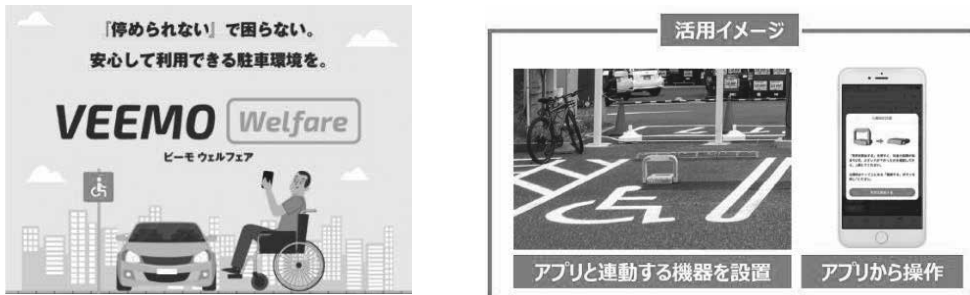 『停められない』で困らない。
安心して利用できる駐車環境を。
VEEMO Welfare
ビーモ ウェルフェア
活用イメージ
アプリと連動する機器を設置
アプリから操作